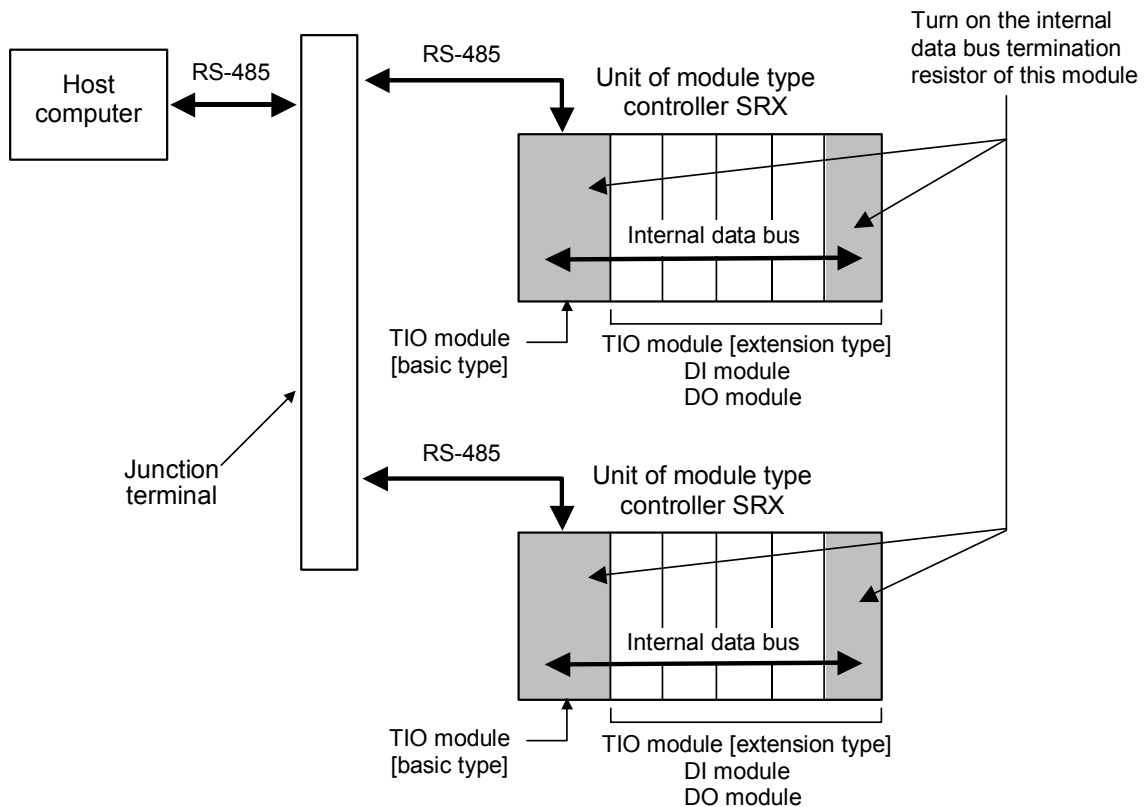 Host
computer
RS-485
RS-485
Unit of module type
controller SRX
Turn on the internal
data bus termination
resistor of this module
Internal data bus
TIO module
[basic type]
TIO module [extension type]
DI module
DO module
Junction
terminal
RS-485
Unit of module type
controller SRX
Internal data bus
TIO module
[basic type]
TIO module [extension type]
DI module
DO module